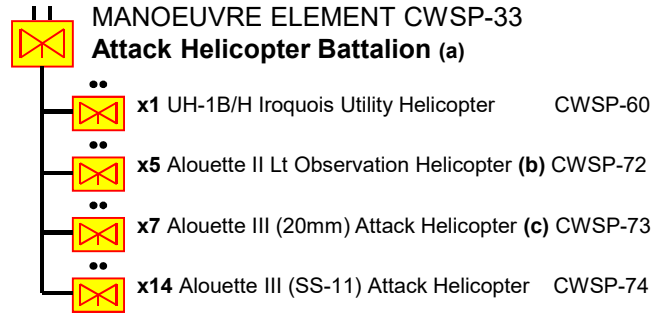 MANOEUVRE ELEMENT CWSP-33
Attack Helicopter Battalion (a)
x1 UH-1B/H Iroquois Utility Helicopter CWSP-60
x5 Alouette II Lt Observation Helicopter (b) CWSP-72
x7 Alouette III (20mm) Attack Helicopter (c) CWSP-73
x14 Alouette III (SS-11) Attack Helicopter CWSP-74